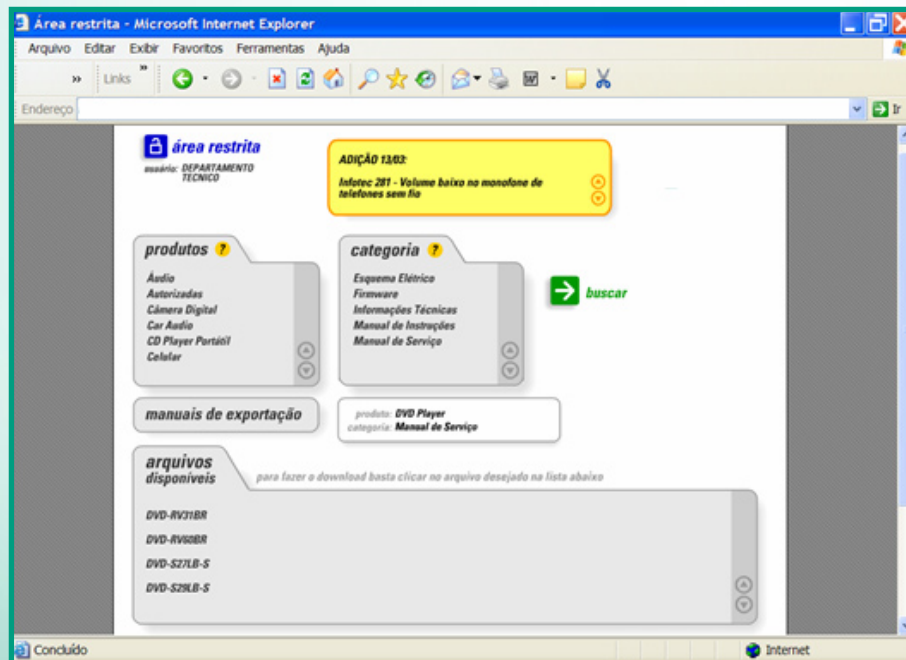 Área restrita - Microsoft Internet Explorer
Arquivo Editar Exibir Favoritos Ferramentas Ajuda
» Links »
Endereço Ir
área restrita
usuário: DEPARTAMENTO
TÉCNICO
ADIÇÃO 13/03:
Infotec 281 - Volume baixo no monofone de
telefones sem fio
produtos ?
Áudio
Autorizadas
Câmera Digital
Car Audio
CD Player Portátil
Celular
categoria ?
Esquema Elétrico
Firmware
Informações Técnicas
Manual de Instruções
Manual de Serviço
buscar
manuais de exportação
produto: DVD Player
categoria: Manual de Serviço
arquivos
disponíveis
para fazer o download basta clicar no arquivo desejado na lista abaixo
DVD-RV31BR
DVD-RV60BR
DVD-S27LB-S
DVD-S29LB-S
Concluído Internet